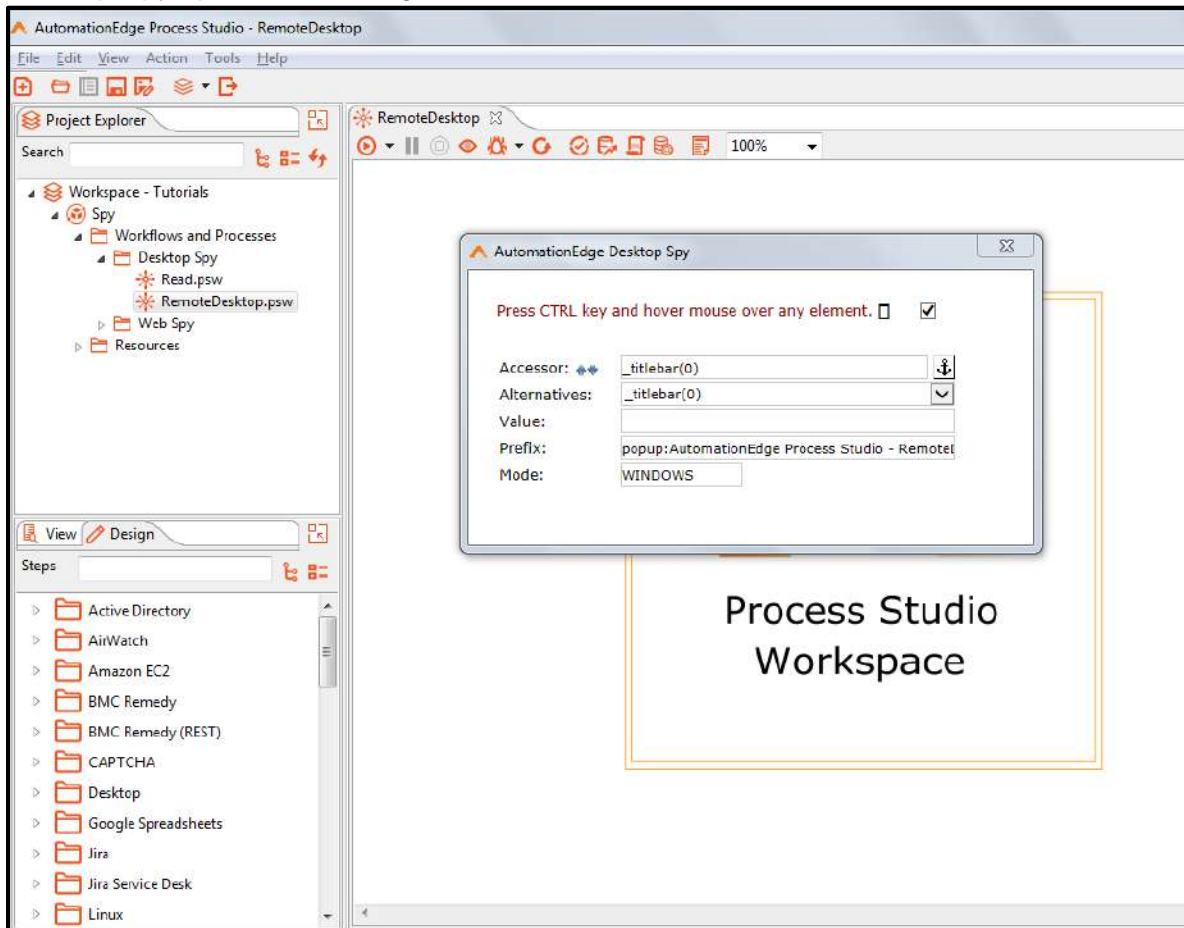 AutomationEdge Process Studio - RemoteDesktop
File Edit View Action Tools Help
Project Explorer
Search
Workspace - Tutorials
Spy
Workflows and Processes
Desktop Spy
Read.psw
RemoteDesktop.psw
Web Spy
Resources
View Design
Steps
Active Directory
AirWatch
Amazon EC2
BMC Remedy
BMC Remedy (REST)
CAPTCHA
Desktop
Google Spreadsheets
Jira
Jira Service Desk
Linux
RemoteDesktop
100%
AutomationEdge Desktop Spy
Press CTRL key and hover mouse over any element.
Accessor: _titlebar(0)
Alternatives: _titlebar(0)
Value:
Prefix: popup:AutomationEdge Process Studio - Remote
Mode: WINDOWS
Process Studio
Workspace